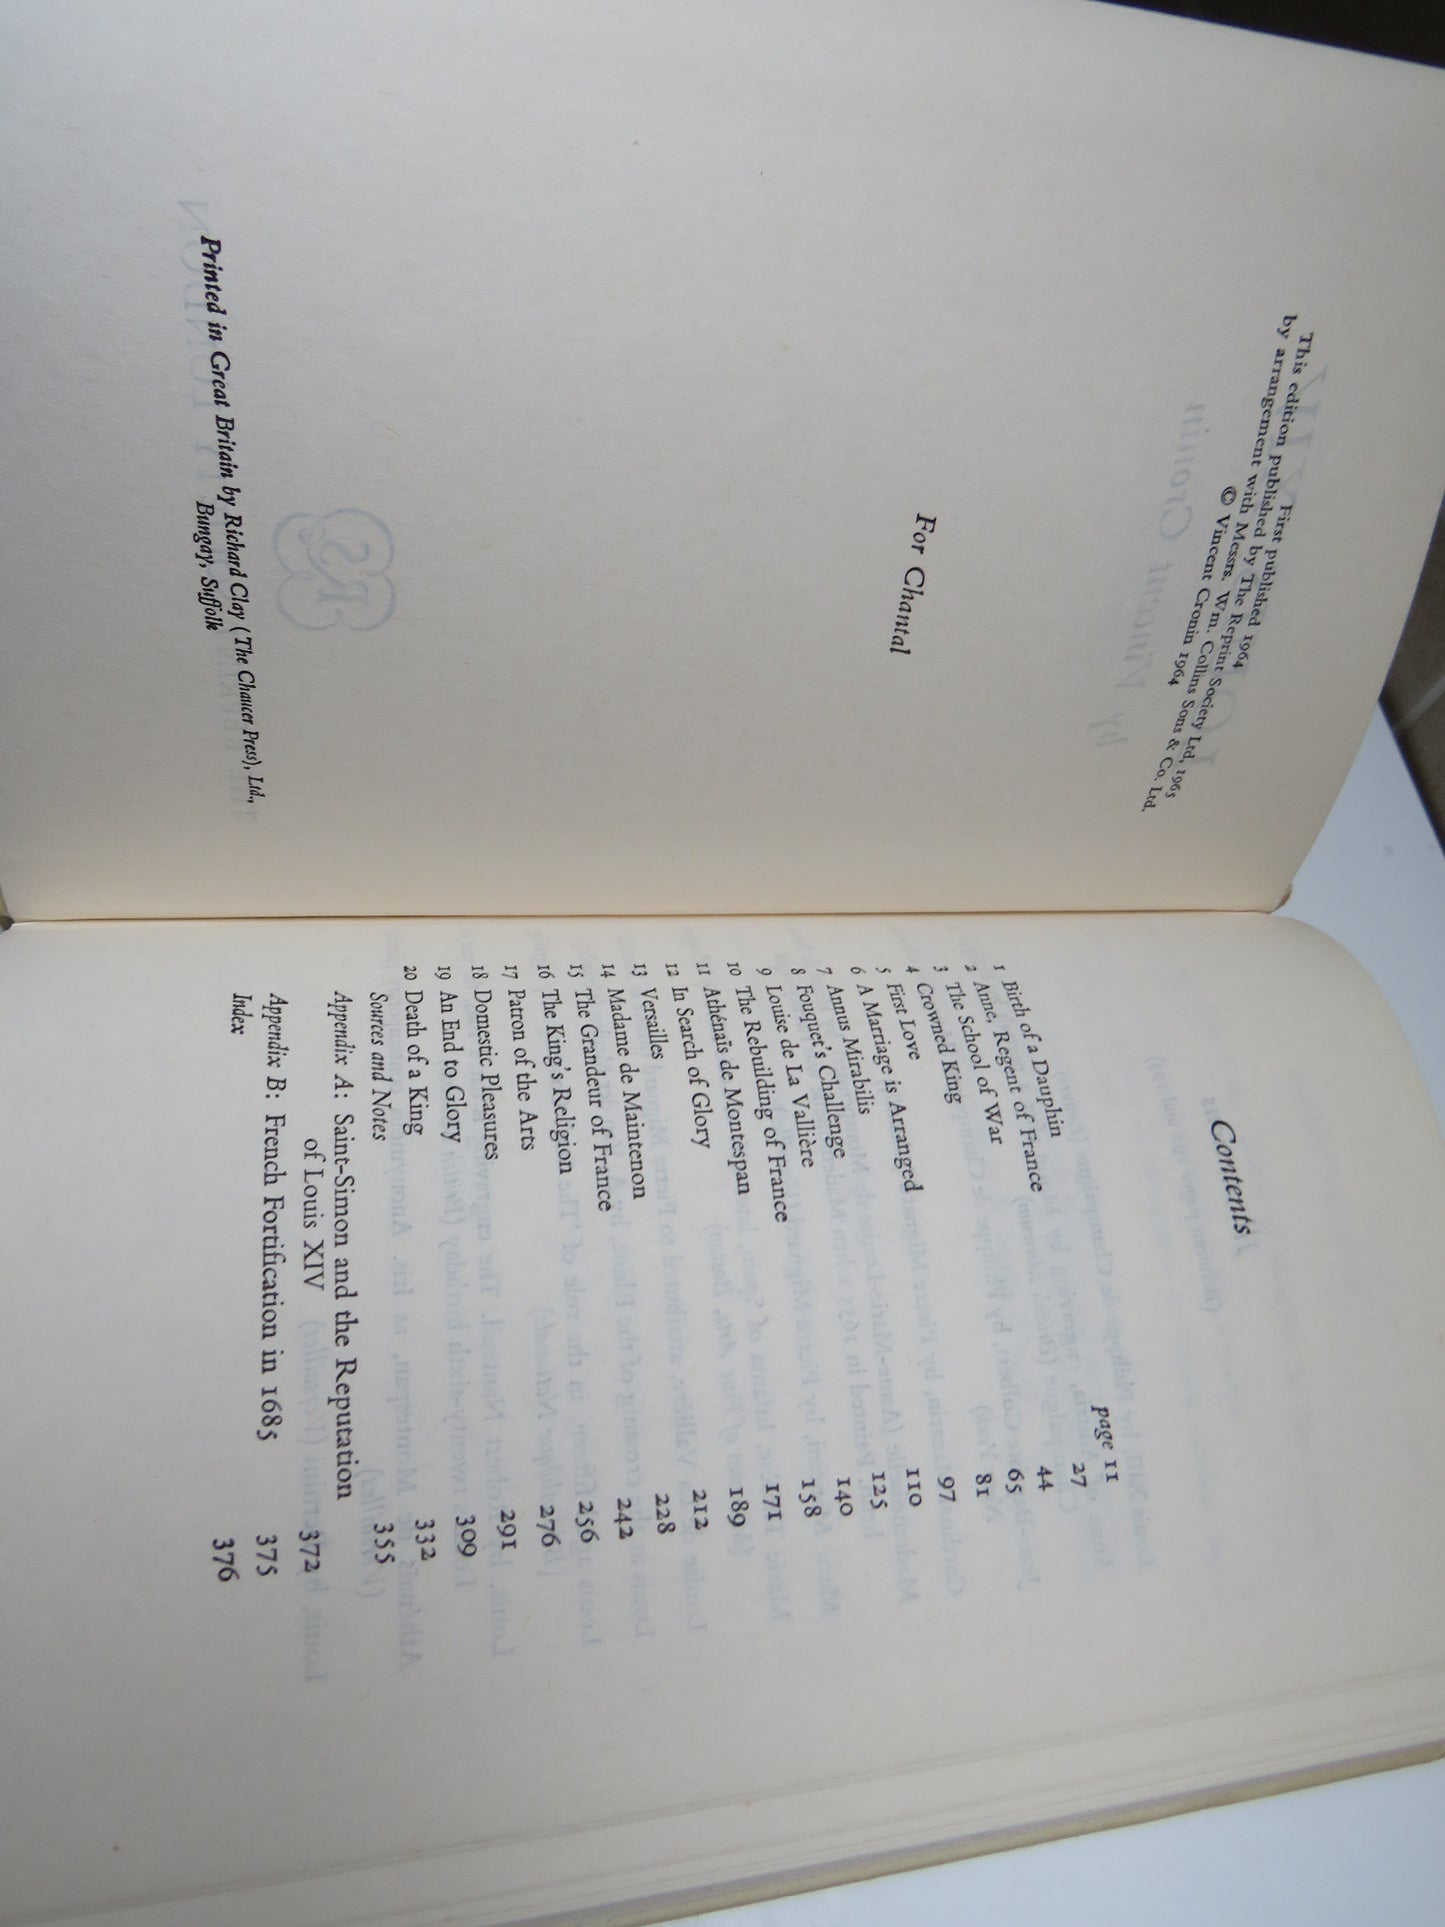 First published 1964
This edition published by The Reprint Society Ltd, 1965
by arrangement with Messrs. Wm. Collins Sons & Co. Ltd.
© Vincent Cronin 1964
For Chantal
Printed in Great Britain by Richard Clay (The Chaucer Press), Ltd.,
Bungay, Suffolk
Contents
1 Birth of a Dauphin page 11
2 Anne, Regent of France 27
3 The School of War 44
4 Crowned King 65
5 First Love 81
6 A Marriage is Arranged 97
7 Annus Mirabilis 110
8 Fouquet's Challenge 125
9 Louise de La Vallière 140
10 The Rebuilding of France 158
11 Athénaïs de Montespan 171
12 In Search of Glory 189
13 Versailles 212
14 Madame de Maintenon 228
15 The Grandeur of France 242
16 The King's Religion 256
17 Patron of the Arts 276
18 Domestic Pleasures 291
19 An End to Glory 309
20 Death of a King 332
Sources and Notes 355
Appendix A: Saint-Simon and the Reputation
of Louis XIV 372
Appendix B: French Fortification in 1685 375
Index 376